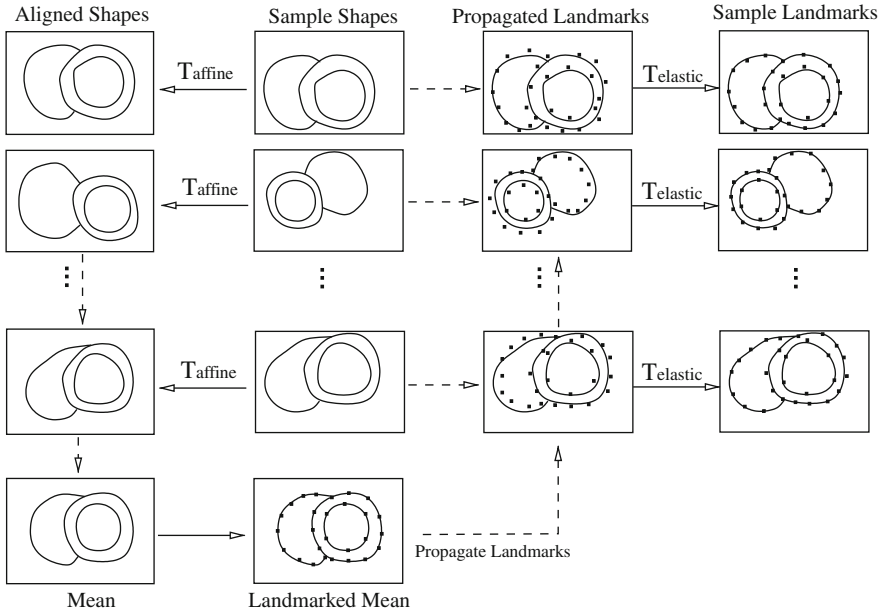 Aligned Shapes Sample Shapes Propagated Landmarks Sample Landmarks
Taffine Telastic
Taffine Telastic
Taffine Telastic
Propagate Landmarks
Mean Landmarked Mean